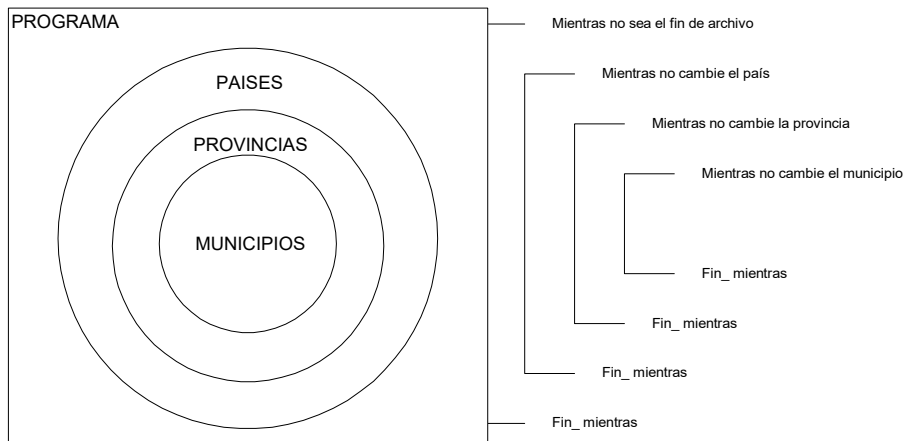 PROGRAMA
PAISES
PROVINCIAS
MUNICIPIOS
Mientras no sea el fin de archivo
Mientras no cambie el país
Mientras no cambie la provincia
Mientras no cambie el municipio
Fin_ mientras
Fin_ mientras
Fin_ mientras
Fin_ mientras